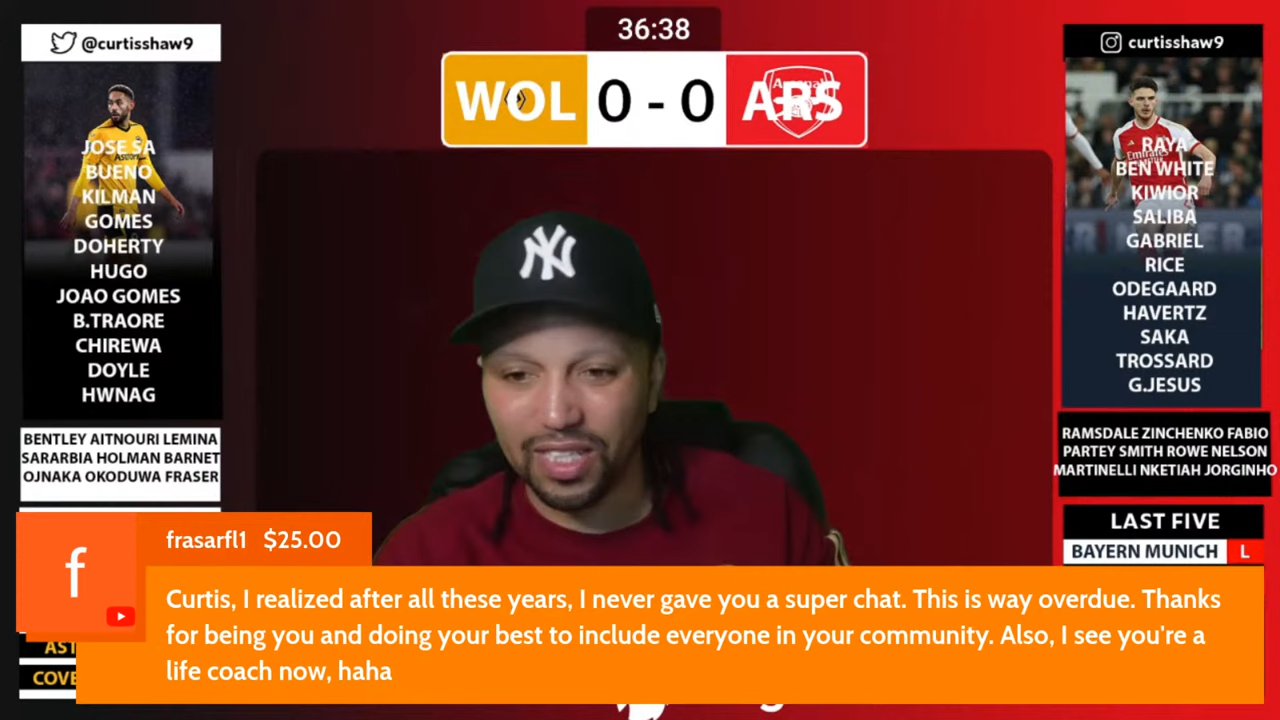 36:38
@curtisshaw9
WOL 0 - 0 ARS
curtisshaw9
JOSE SA
BUENO
KILMAN
GOMES
DOHERTY
HUGO
JOAO GOMES
B.TRAORE
CHIREWA
DOYLE
HWNAG
BENTLEY AITNOURI LEMINA
SARARBIA HOLMAN BARNET
OJNAKA OKODUWA FRASER
NY
RAYA
BEN WHITE
KIWIOR
SALIBA
GABRIEL
RICE
ODEGAARD
HAVERTZ
SAKA
TROSSARD
G.JESUS
RAMSDALE ZINCHENKO FABIO
PARTEY SMITH ROWE NELSON
MARTINELLI NKETIAH JORGINHO
LAST FIVE
BAYERN MUNICH L
f
frasarfl1 $25.00
Curtis, I realized after all these years, I never gave you a super chat. This is way overdue. Thanks
for being you and doing your best to include everyone in your community. Also, I see you're a
life coach now, haha
AST
COVE